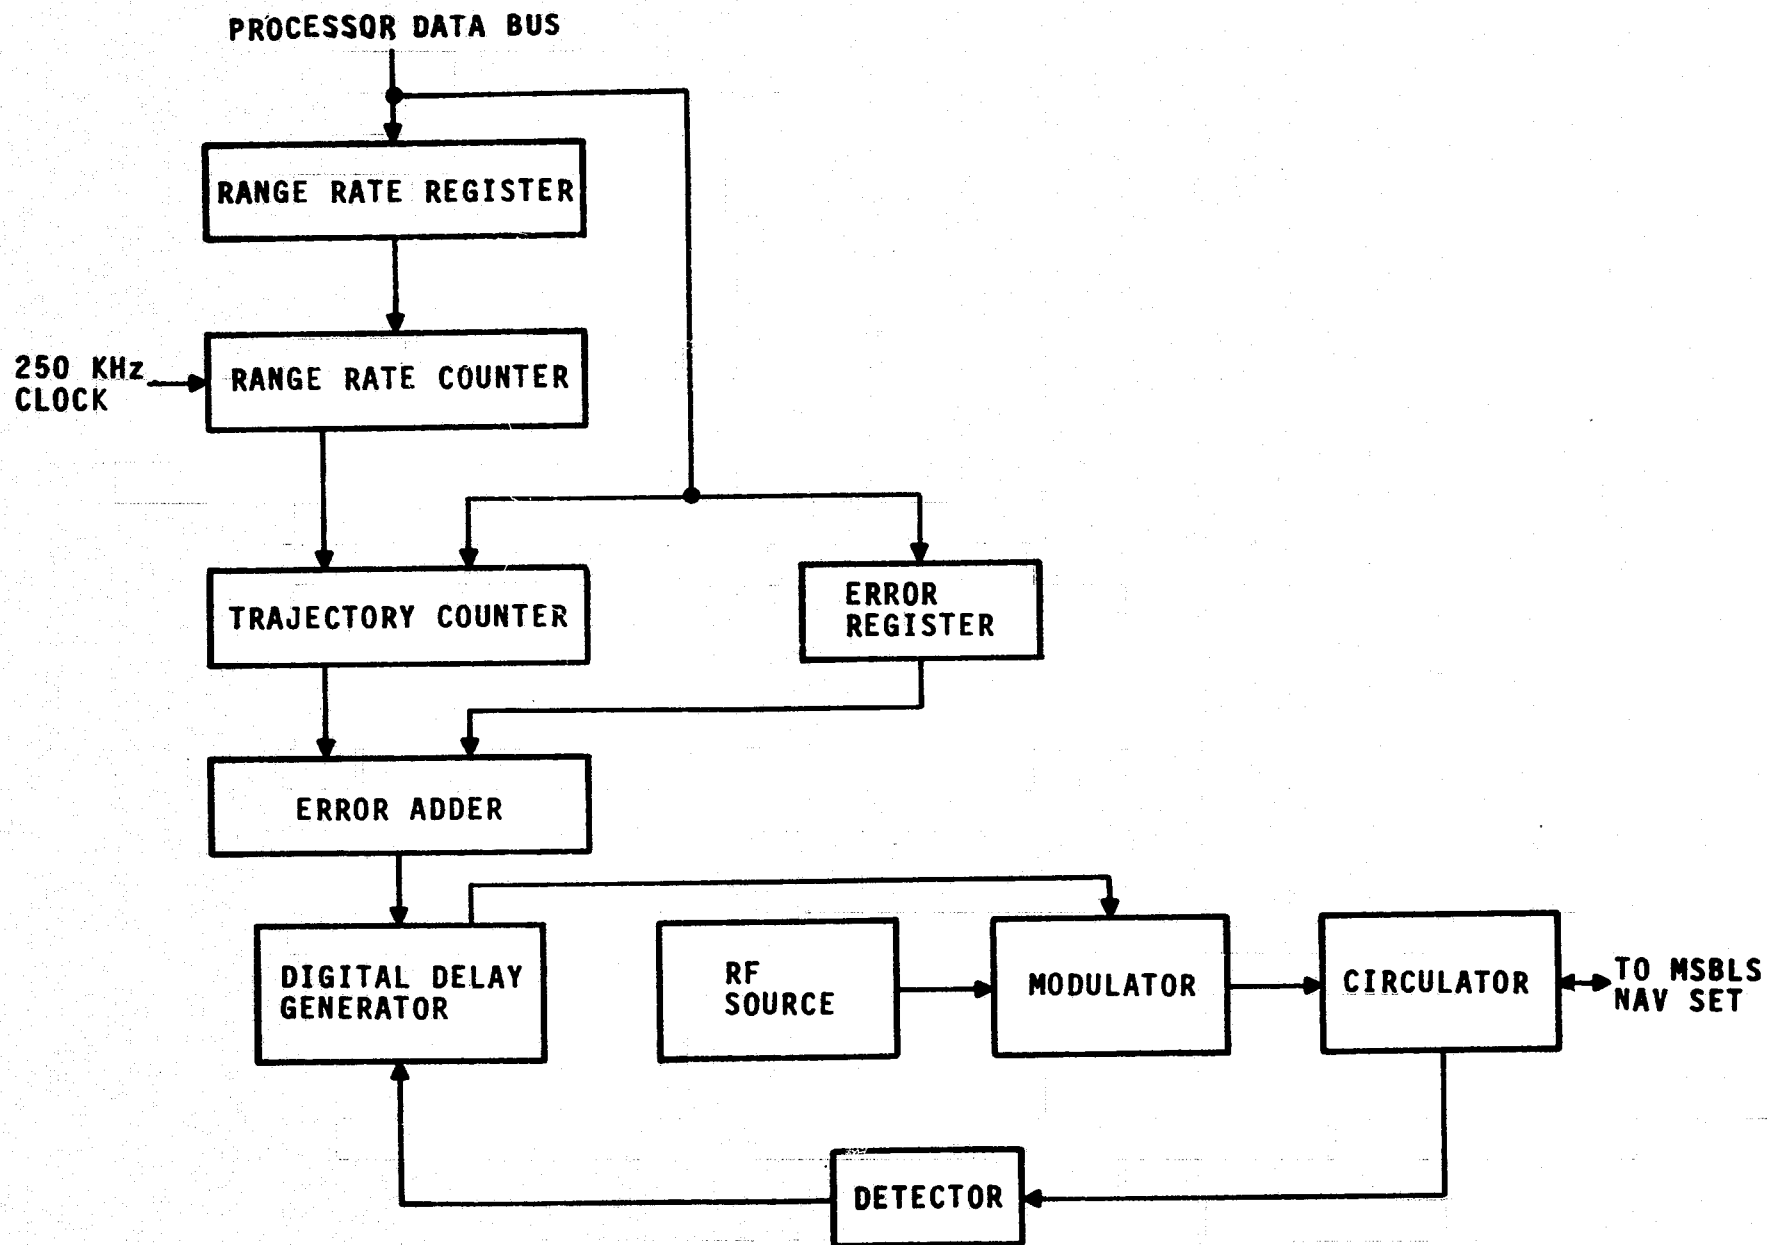 PROCESSOR DATA BUS
RANGE RATE REGISTER
250 KHz
CLOCK
RANGE RATE COUNTER
TRAJECTORY COUNTER
ERROR
REGISTER
ERROR ADDER
DIGITAL DELAY
GENERATOR
RF
SOURCE
MODULATOR
CIRCULATOR
TO MSBLS
NAV SET
DETECTOR